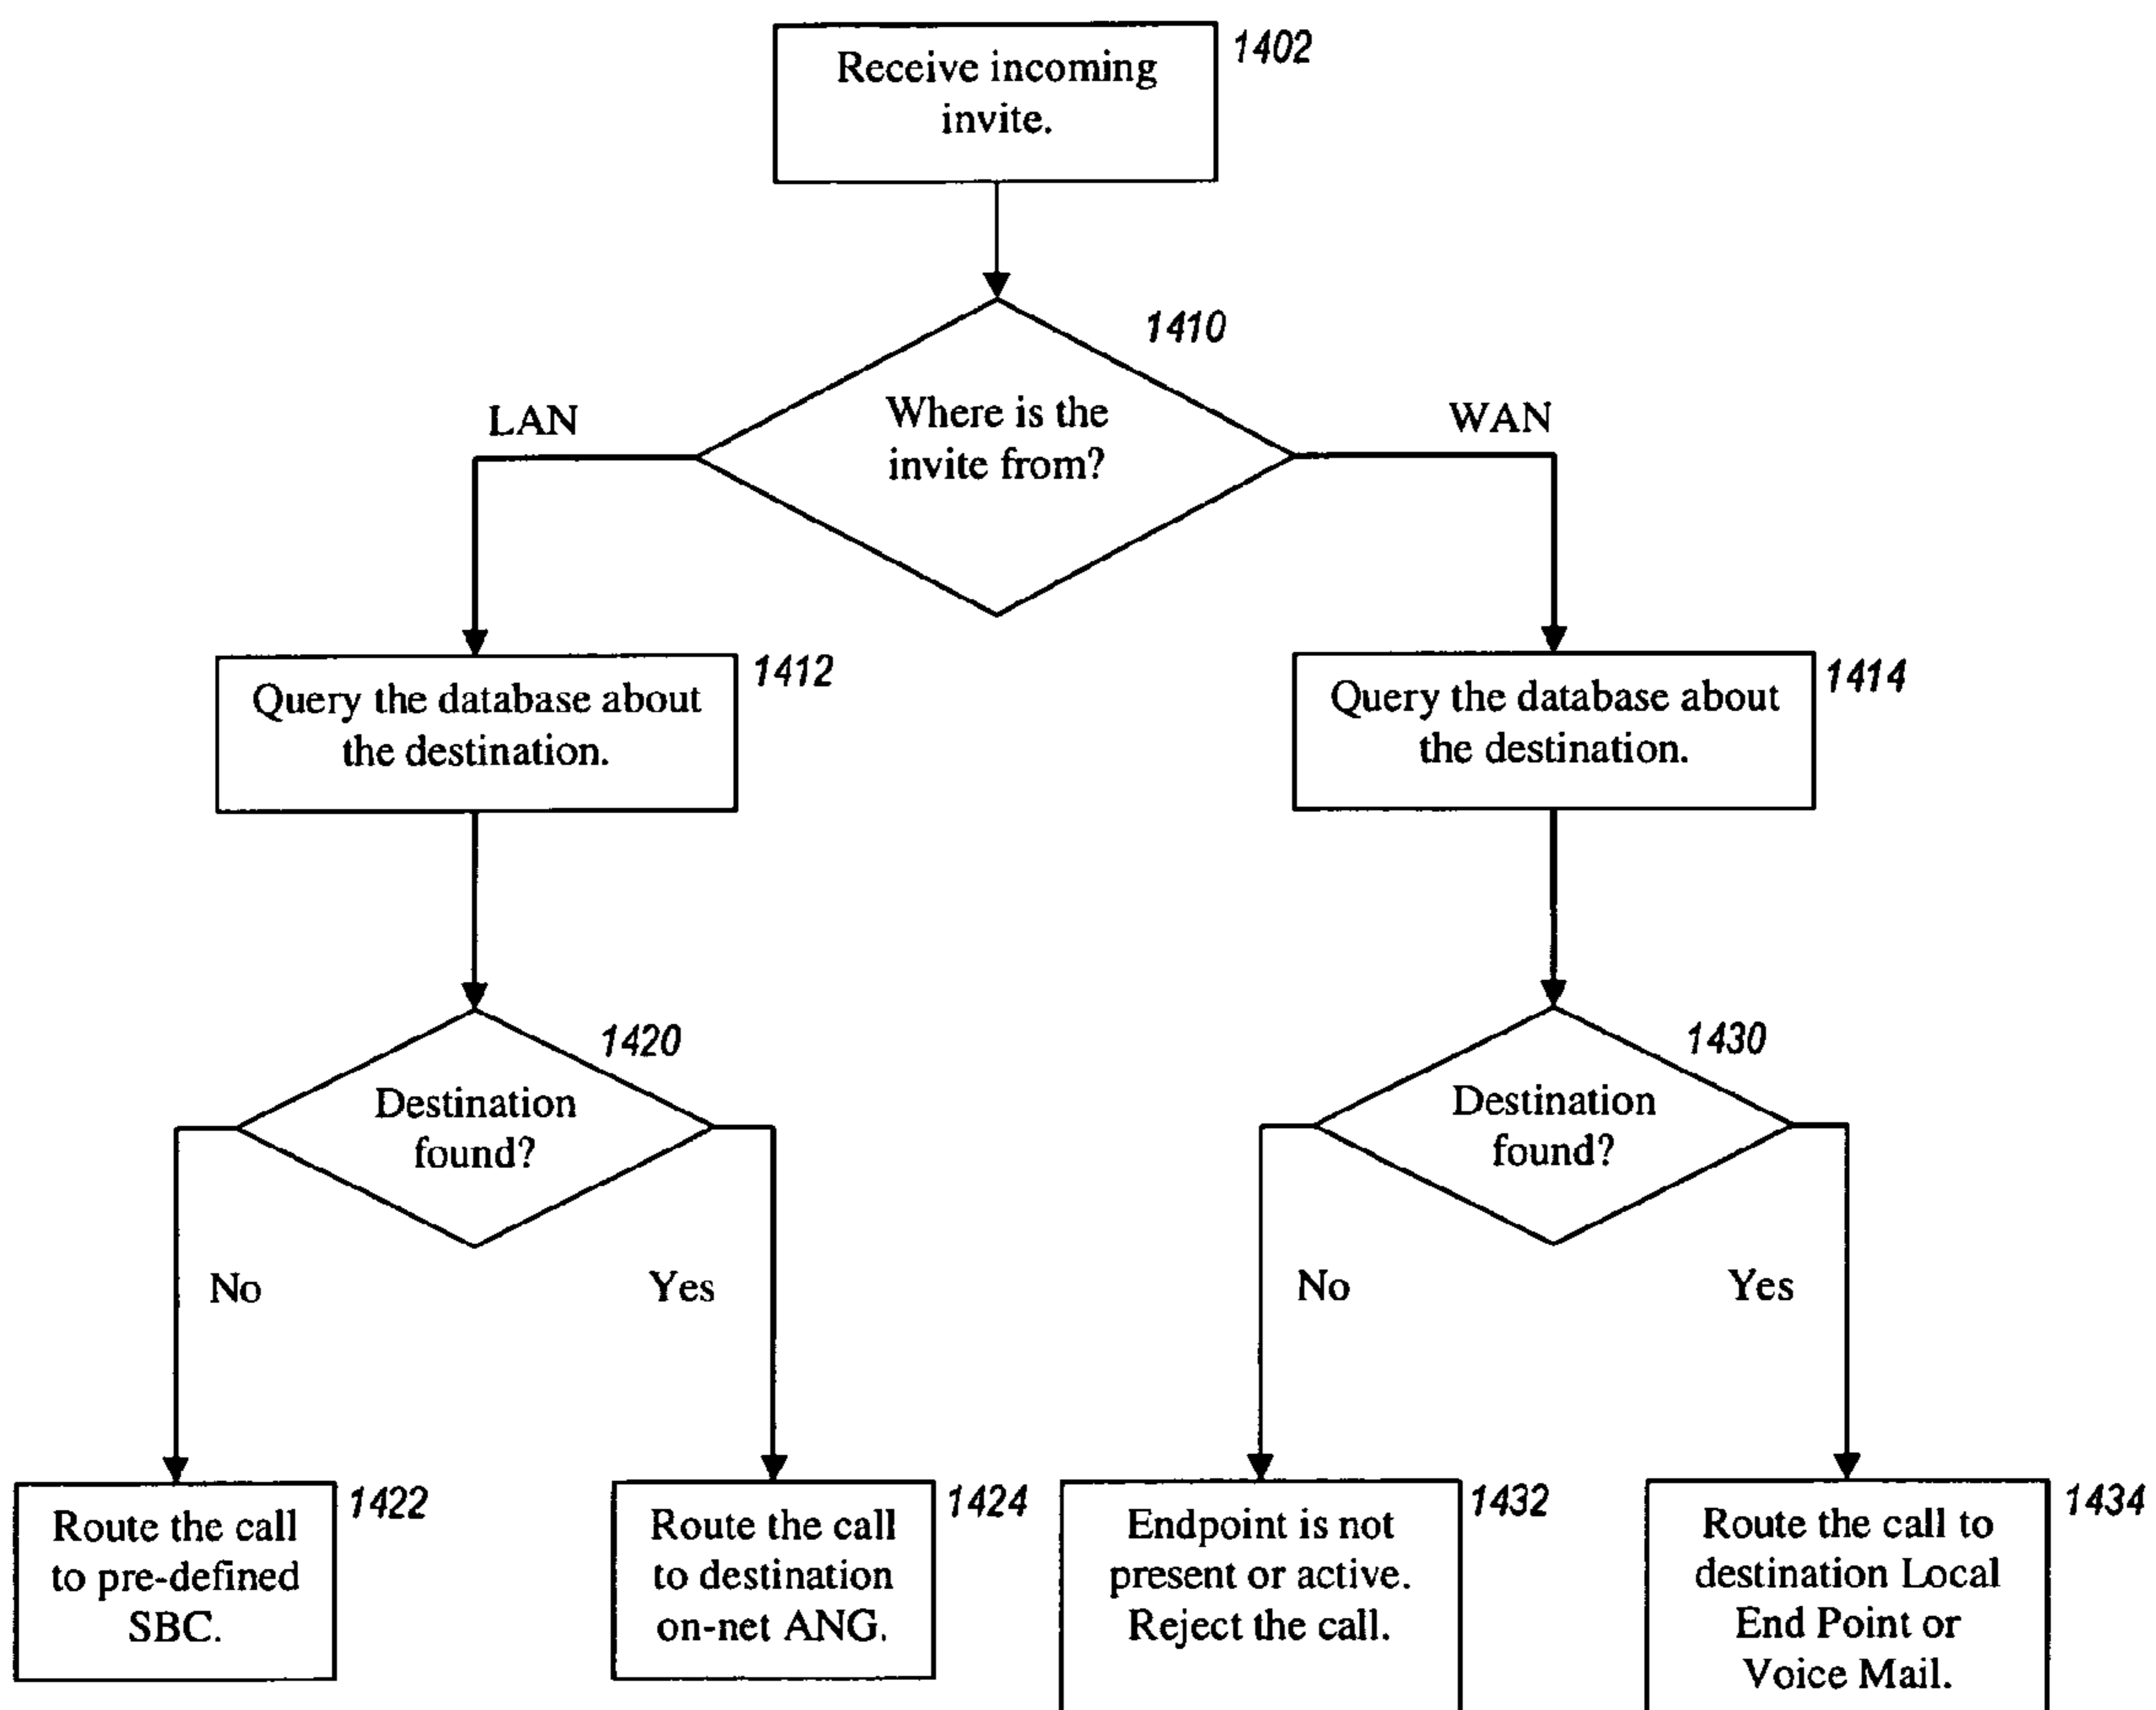 Receive incoming
invite.
1402
1410
Where is the
invite from?
LAN
WAN
Query the database about
the destination.
1412
Query the database about
the destination.
1414
1420
Destination
found?
1430
Destination
found?
No
Yes
No
Yes
Route the call
to pre-defined
SBC.
1422
Route the call
to destination
on-net ANG.
1424
Endpoint is not
present or active.
Reject the call.
1432
Route the call to
destination Local
End Point or
Voice Mail.
1434